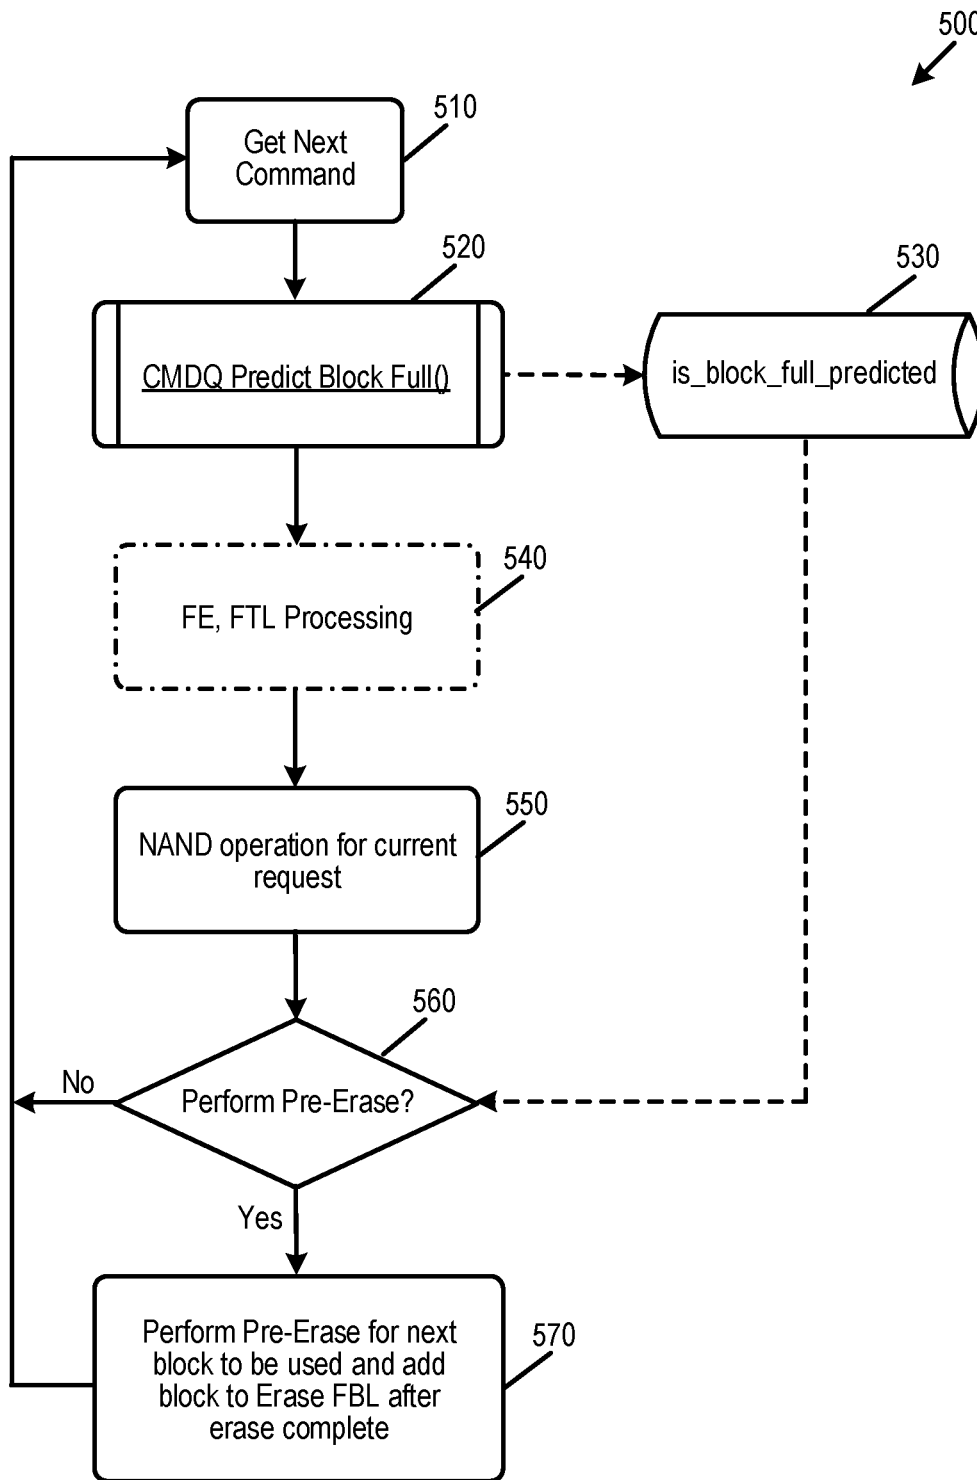 500
510
Get Next
Command
520
530
CMDQ Predict Block Full()
is_block_full_predicted
540
FE, FTL Processing
550
NAND operation for current
request
560
No
Perform Pre-Erase?
Yes
570
Perform Pre-Erase for next
block to be used and add
block to Erase FBL after
erase complete